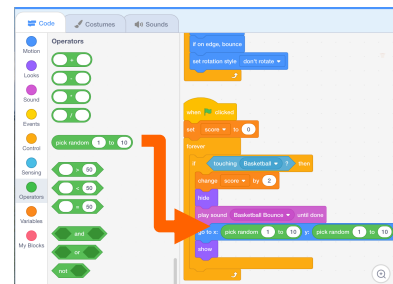 Code
Costumes
Sounds
Motion
Looks
Sound
Events
Control
Sensing
Operators
Variables
My Blocks
Operators
+
-
*
/
pick random 1 to 10
> 50
< 50
= 50
and
or
not
if on edge, bounce
set rotation style don't rotate
when clicked
set score to 0
forever
if touching Basketball ? then
change score by 2
hide
play sound Basketball Bounce until done
go to x: pick random 1 to 10 y: pick random 1 to 10
show